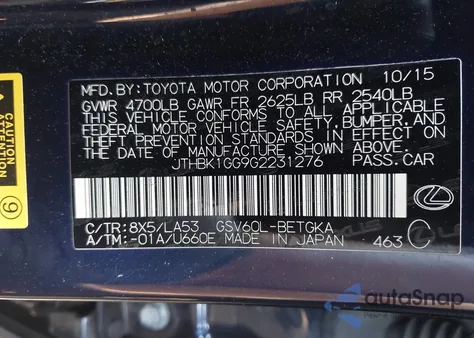 MFD.BY:TOYOTA MOTOR CORPORATION 10/15
GVWR 4700LB GAWR FR 2625LB RR 2540LB
THIS VEHICLE CONFORMS TO ALL APPLICABLE
FEDERAL MOTOR VEHICLE SAFETY, BUMPER, AND
THEFT PREVENTION STANDARDS IN EFFECT ON
THE DATE OF MANUFACTURE SHOWN ABOVE.
JTHBK1GG9G2231276 PASS.CAR
C/TR:8X5/LA53 GSV60L-BETGKA
A/TM:-01A/U660E MADE IN JAPAN 463 C
9
autoSnap